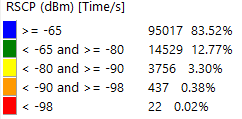 RSCP (dBm) [Time/s]
>= -65 95017 83.52%
< -65 and >= -80 14529 12.77%
< -80 and >= -90 3756 3.30%
< -90 and >= -98 437 0.38%
< -98 22 0.02%